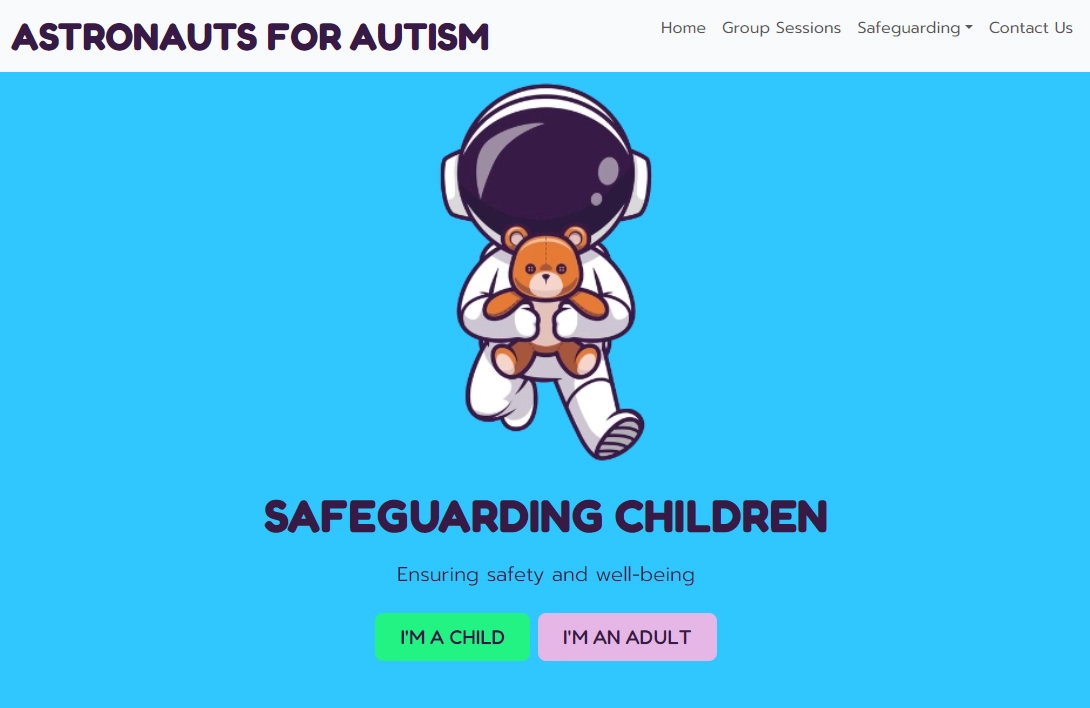 ASTRONAUTS FOR AUTISM
Home Group Sessions Safeguarding Contact Us
SAFEGUARDING CHILDREN
Ensuring safety and well-being
I'M A CHILD I'M AN ADULT